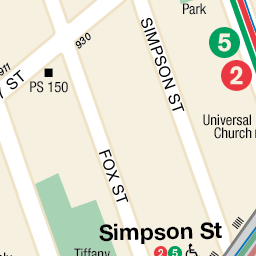 Park
930
SIMPSON ST
5
2
911
Y ST
PS 150
Universal
Church
FOX ST
Simpson St
2 5
Tiffany